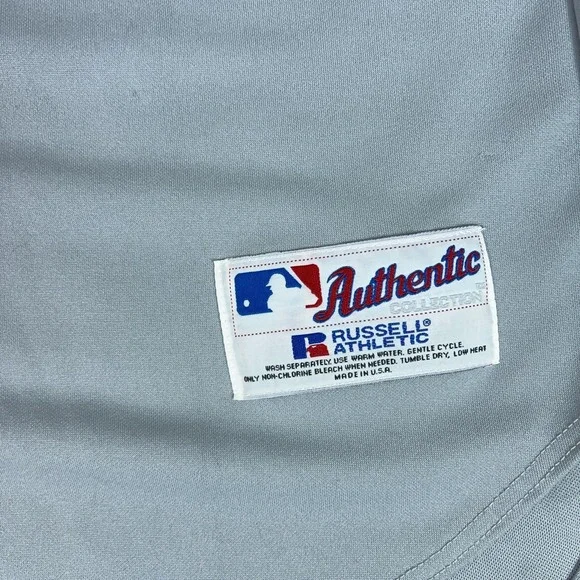 Authentic
COLLECTION™
RUSSELL®
ATHLETIC
WASH SEPARATELY. USE WARM WATER. GENTLE CYCLE.
ONLY NON-CHLORINE BLEACH WHEN NEEDED. TUMBLE DRY, LOW HEAT
MADE IN U.S.A.